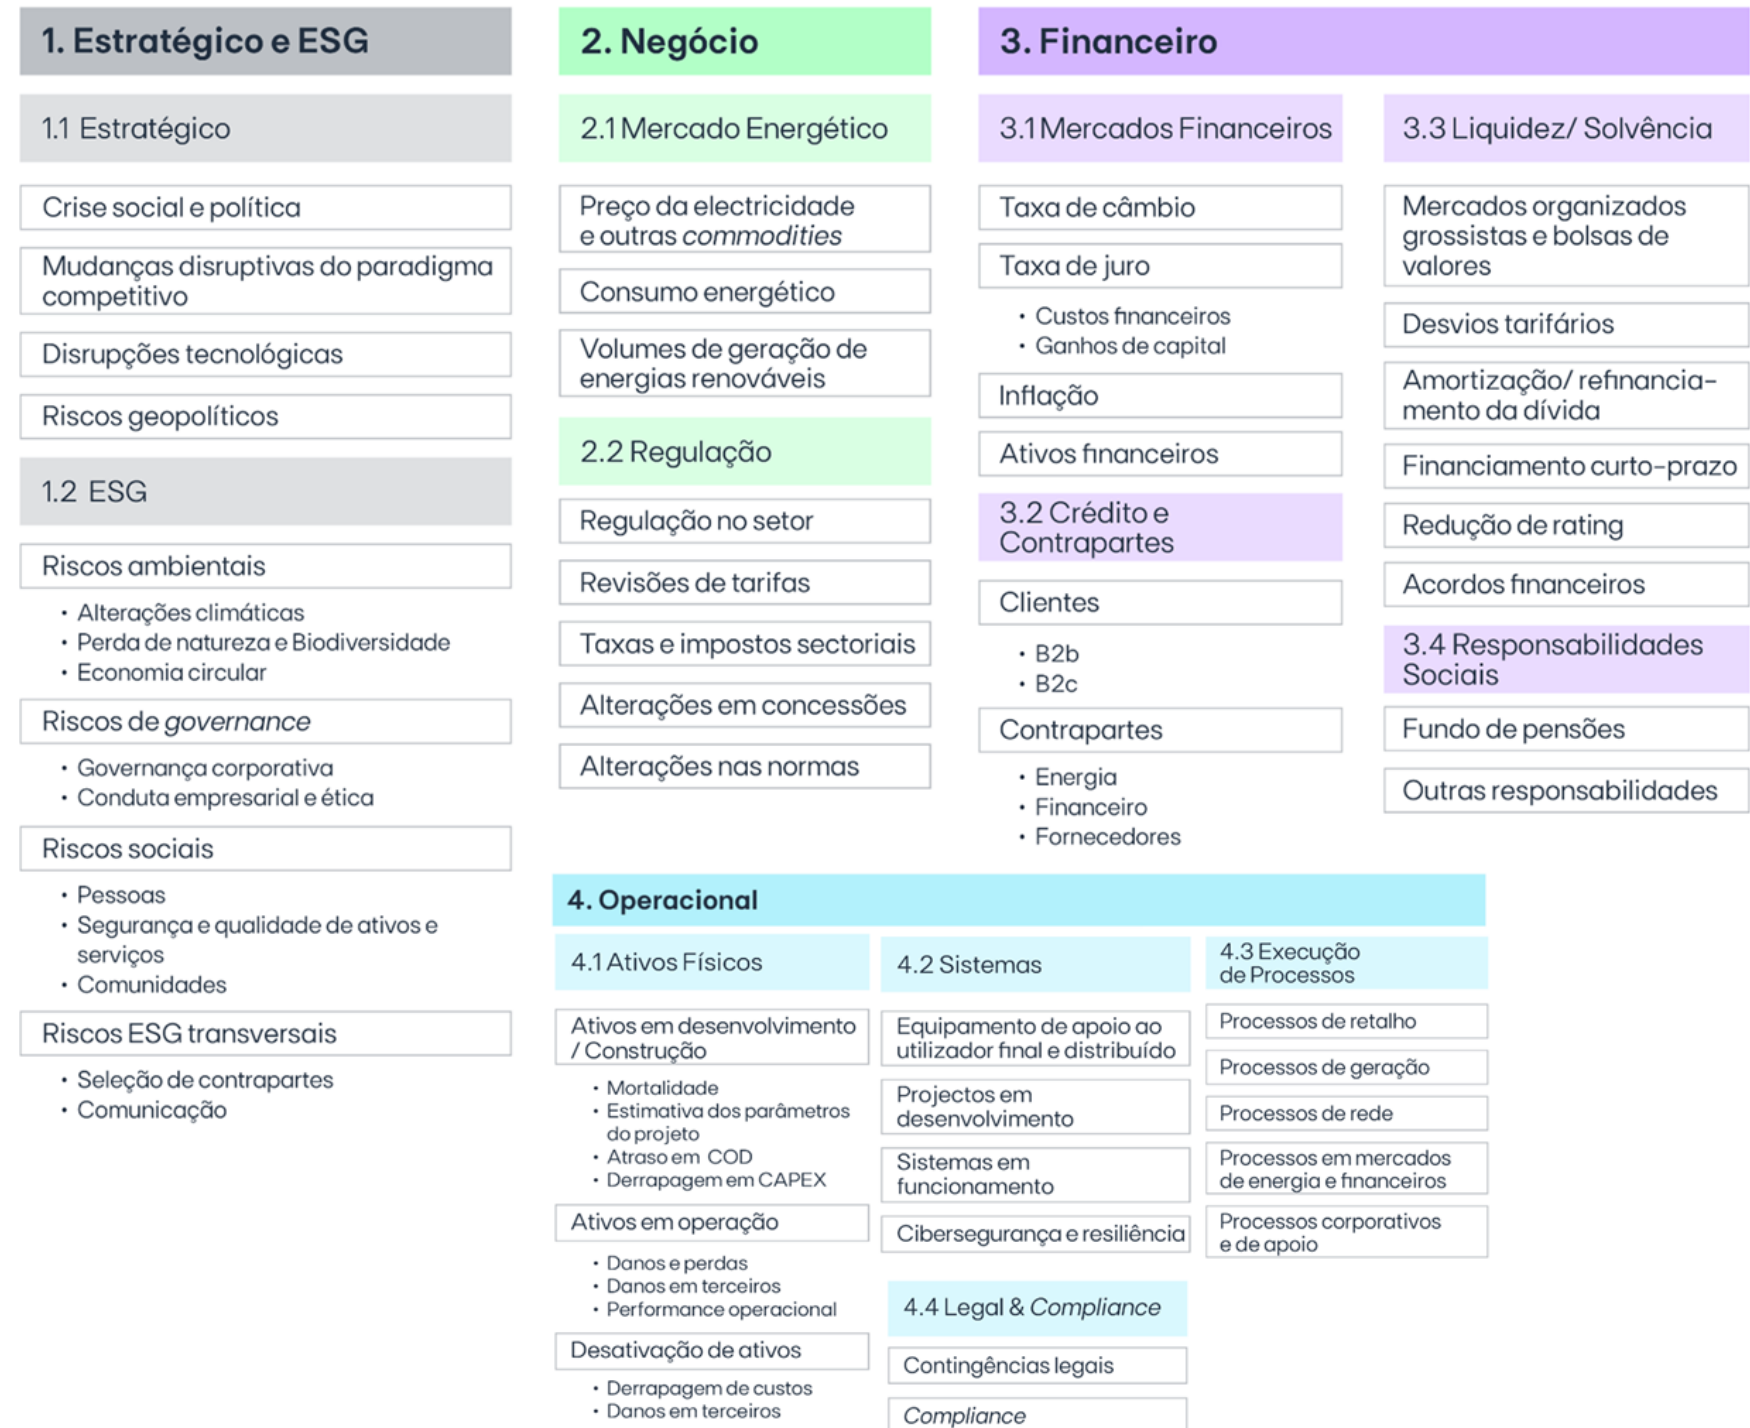 1. Estratégico e ESG
1.1 Estratégico
Crise social e política
Mudanças disruptivas do paradigma
competitivo
Disrupções tecnológicas
Riscos geopolíticos
1.2 ESG
Riscos ambientais
• Alterações climáticas
• Perda de natureza e Biodiversidade
• Economia circular
Riscos de governance
• Governança corporativa
• Conduta empresarial e ética
Riscos sociais
• Pessoas
• Segurança e qualidade de ativos e
serviços
• Comunidades
Riscos ESG transversais
• Seleção de contrapartes
• Comunicação
2. Negócio
2.1 Mercado Energético
Preço da electricidade
e outras commodities
Consumo energético
Volumes de geração de
energias renováveis
2.2 Regulação
Regulação no setor
Revisões de tarifas
Taxas e impostos sectoriais
Alterações em concessões
Alterações nas normas
3. Financeiro
3.1 Mercados Financeiros
Taxa de câmbio
Taxa de juro
• Custos financeiros
• Ganhos de capital
Inflação
Ativos financeiros
3.2 Crédito e
Contrapartes
Clientes
• B2b
• B2c
Contrapartes
• Energia
• Financeiro
• Fornecedores
3.3 Liquidez/ Solvência
Mercados organizados
grossistas e bolsas de
valores
Desvios tarifários
Amortização/ refinancia-
mento da dívida
Financiamento curto-prazo
Redução de rating
Acordos financeiros
3.4 Responsabilidades
Sociais
Fundo de pensões
Outras responsabilidades
4. Operacional
4.1 Ativos Físicos
Ativos em desenvolvimento
/ Construção
• Mortalidade
• Estimativa dos parâmetros
do projeto
• Atraso em COD
• Derrapagem em CAPEX
Ativos em operação
• Danos e perdas
• Danos em terceiros
• Performance operacional
Desativação de ativos
• Derrapagem de custos
• Danos em terceiros
4.2 Sistemas
Equipamento de apoio ao
utilizador final e distribuído
Projectos em
desenvolvimento
Sistemas em
funcionamento
Cibersegurança e resiliência
4.4 Legal & Compliance
Contingências legais
Compliance
4.3 Execução
de Processos
Processos de retalho
Processos de geração
Processos de rede
Processos em mercados
de energia e financeiros
Processos corporativos
e de apoio